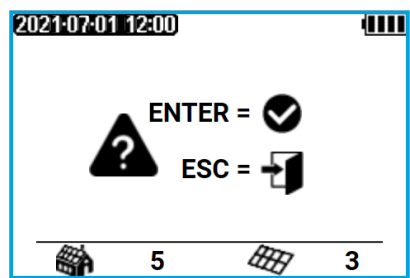 2021-07-01 12:00
ENTER =
?
ESC =
5 3